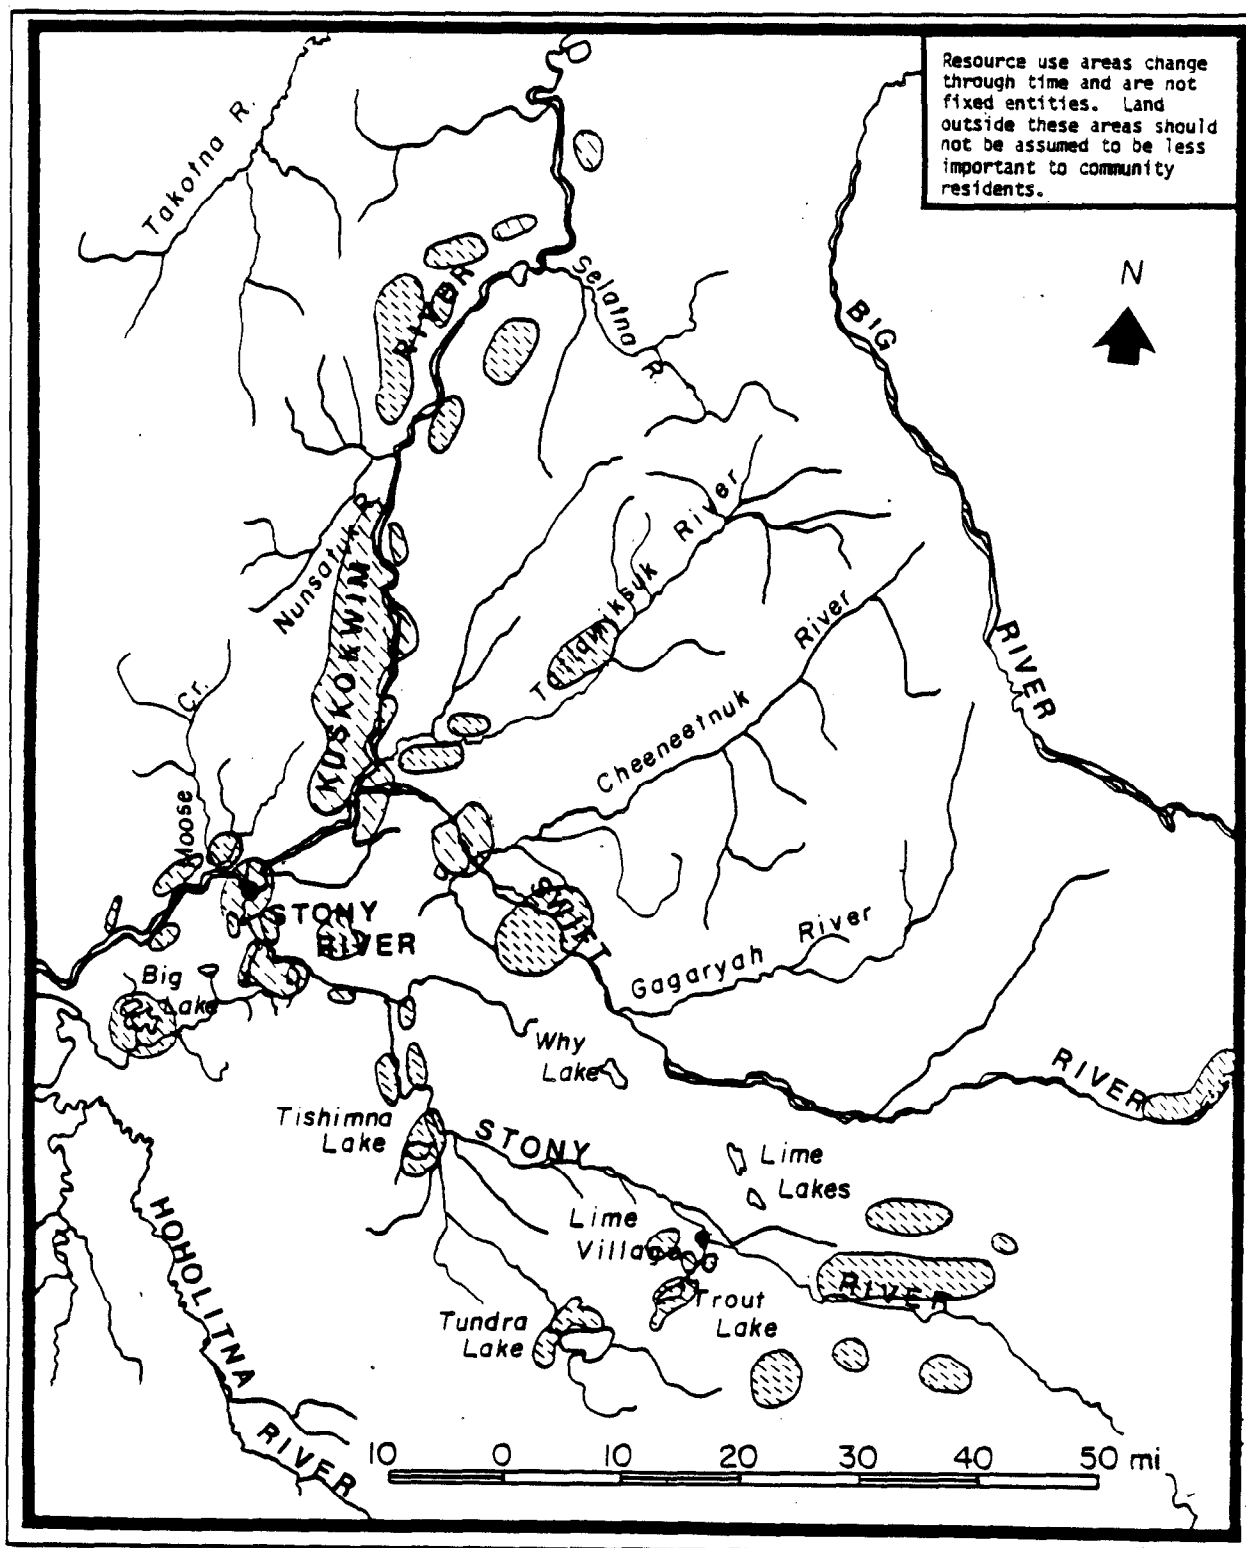 Resource use areas change
through time and are not
fixed entities. Land
outside these areas should
not be assumed to be less
important to community
residents.
Takotna R.
N
RIVER
Selatna R.
BIG
RIVER
Nunsatuk R.
KUSKOKWIM
River
River
Cheeneetnuk
Cr.
Moose
STONY
RIVER
SWIFT
Gagaryah River
Big
Lake
Why
Lake
RIVER
Tishimna
Lake
STONY
Lime
Lakes
HOHOLITNA
RIVER
Lime
Village
RIVER
Trout
Lake
Tundra
Lake
10 0 10 20 30 40 50 mi